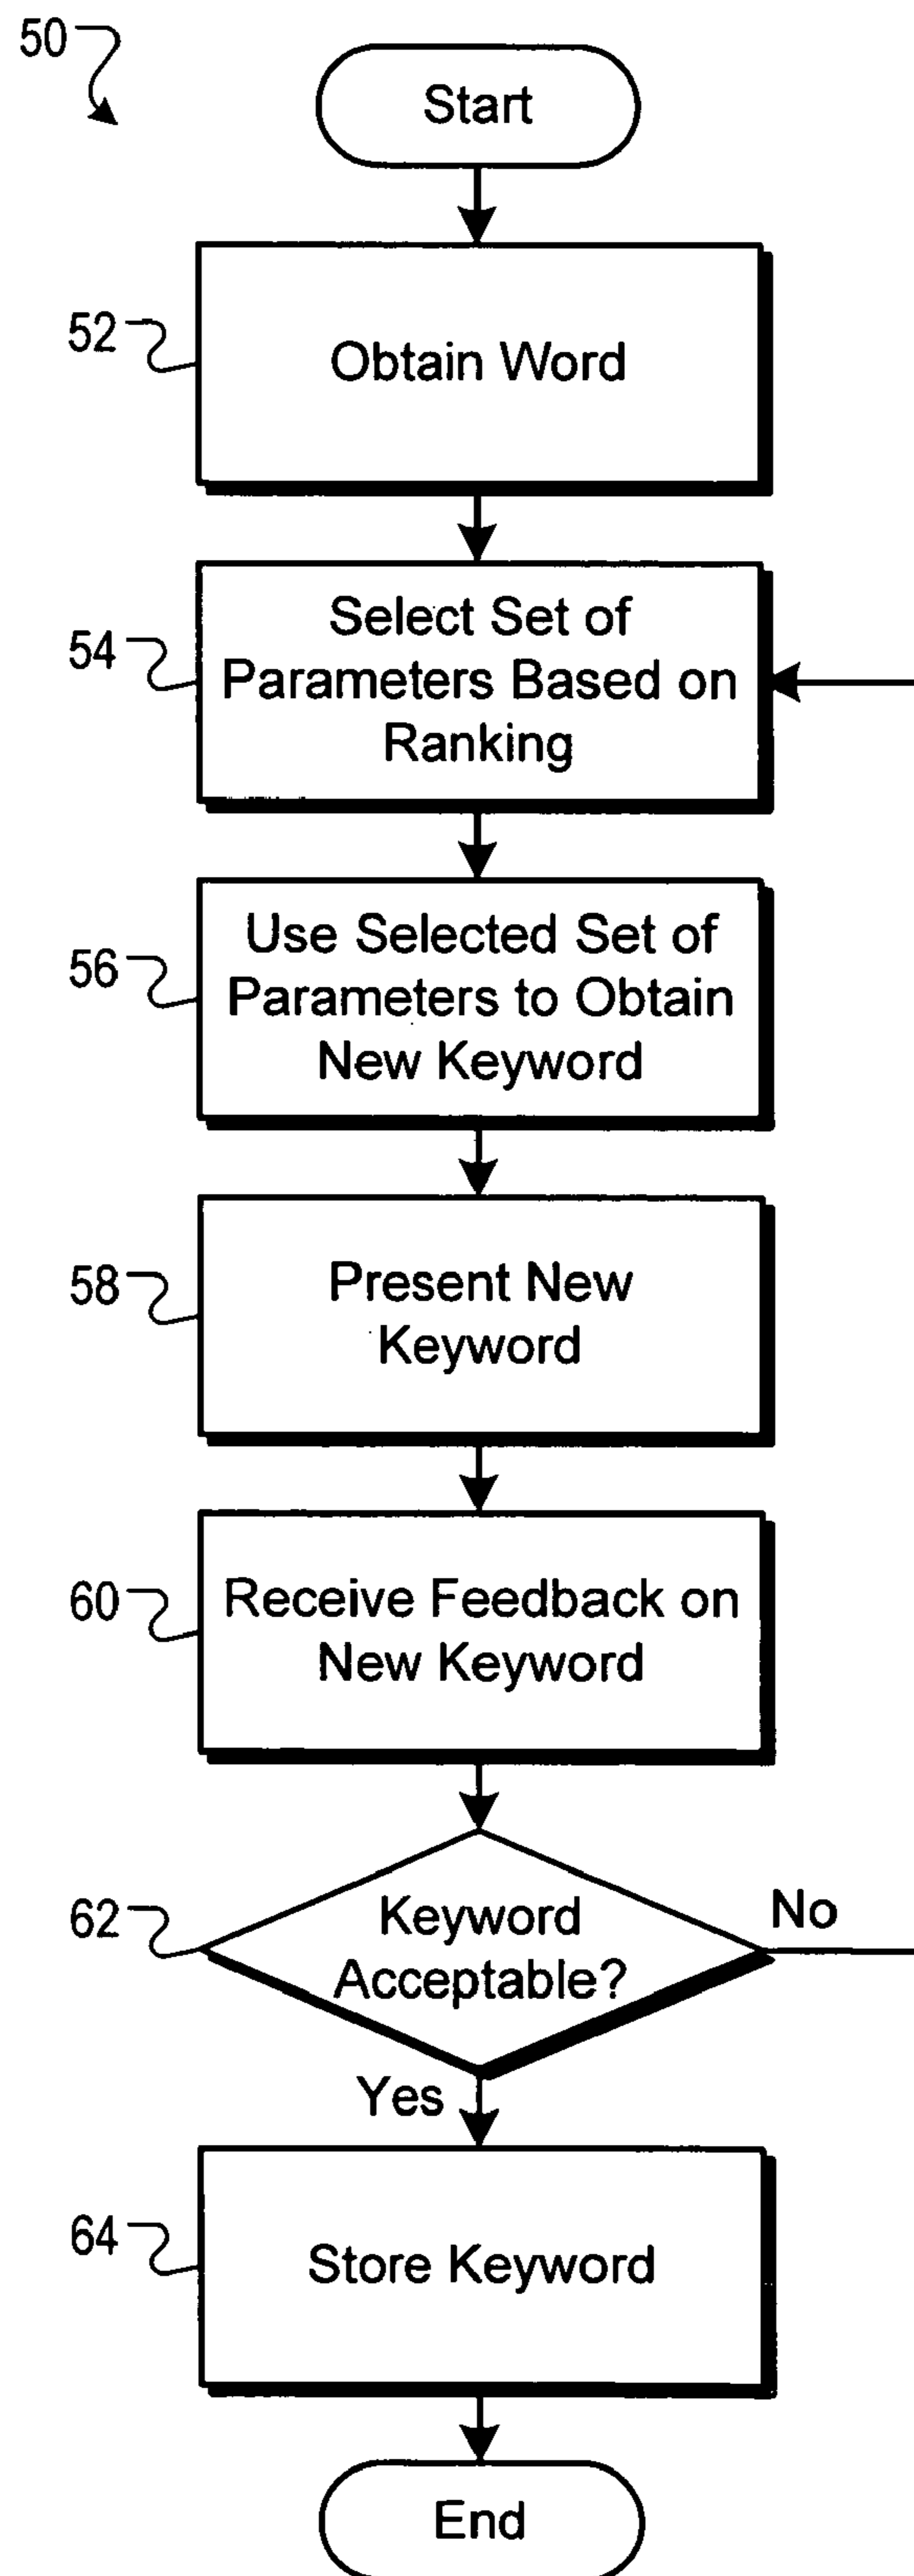 50
Start
52
Obtain Word
54
Select Set of
Parameters Based on
Ranking
56
Use Selected Set of
Parameters to Obtain
New Keyword
58
Present New
Keyword
60
Receive Feedback on
New Keyword
62
Keyword
Acceptable?
No
Yes
64
Store Keyword
End